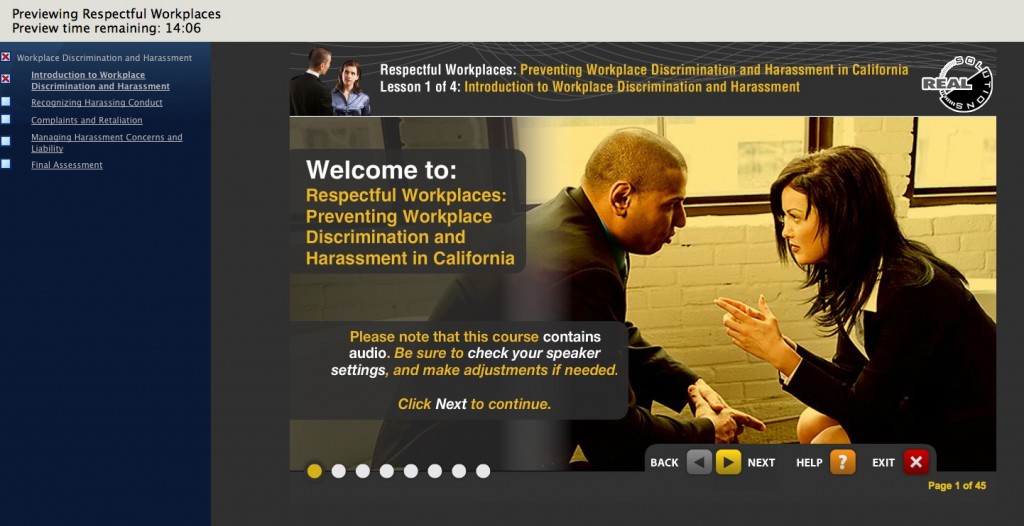 Previewing Respectful Workplaces
Preview time remaining: 14:06
Workplace Discrimination and Harassment
Introduction to Workplace
Discrimination and Harassment
Recognizing Harassing Conduct
Complaints and Retaliation
Managing Harassment Concerns and
Liability
Final Assessment
Respectful Workplaces: Preventing Workplace Discrimination and Harassment in California
Lesson 1 of 4: Introduction to Workplace Discrimination and Harassment
REAL
SOLUTIONS
Welcome to:
Respectful Workplaces:
Preventing Workplace
Discrimination and
Harassment in California
Please note that this course contains
audio. Be sure to check your speaker
settings, and make adjustments if needed.
Click Next to continue.
BACK NEXT HELP ? EXIT
Page 1 of 45